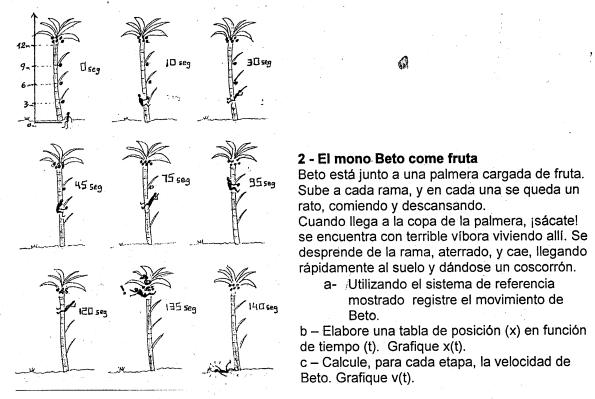 12m
9m
6m
3m
0m
0 seg
10 seg
30 seg
45 seg
75 seg
95 seg
120 seg
135 seg
140 seg
2 - El mono Beto come fruta
Beto está junto a una palmera cargada de fruta.
Sube a cada rama, y en cada una se queda un
rato, comiendo y descansando.
Cuando llega a la copa de la palmera, ¡sácate!
se encuentra con terrible víbora viviendo allí. Se
desprende de la rama, aterrado, y cae, llegando
rápidamente al suelo y dándose un coscorrón.
a- Utilizando el sistema de referencia
mostrado registre el movimiento de
Beto.
b – Elabore una tabla de posición (x) en función
de tiempo (t). Grafique x(t).
c – Calcule, para cada etapa, la velocidad de
Beto. Grafique v(t).